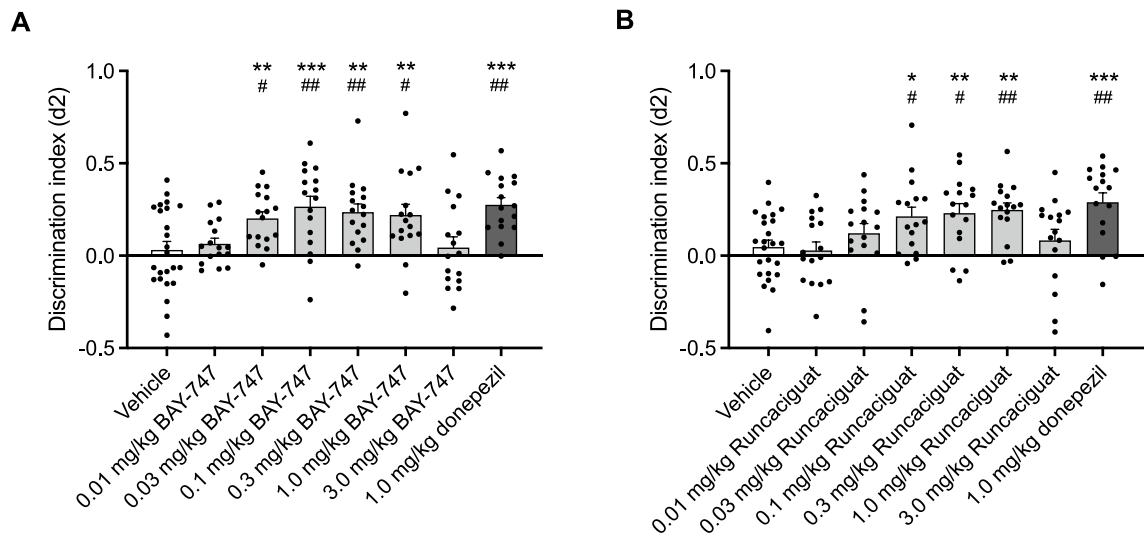 A
Discrimination index (d2)
1.0
0.5
0.0
-0.5
** *** ** ** ***
# ## ## # ##
Vehicle
0.01 mg/kg BAY-747
0.03 mg/kg BAY-747
0.1 mg/kg BAY-747
0.3 mg/kg BAY-747
1.0 mg/kg BAY-747
3.0 mg/kg BAY-747
1.0 mg/kg donepezil
B
Discrimination index (d2)
1.0
0.5
0.0
-0.5
* ** ** ***
# # ## ##
Vehicle
0.01 mg/kg Runcaciguat
0.03 mg/kg Runcaciguat
0.1 mg/kg Runcaciguat
0.3 mg/kg Runcaciguat
1.0 mg/kg Runcaciguat
3.0 mg/kg Runcaciguat
1.0 mg/kg donepezil